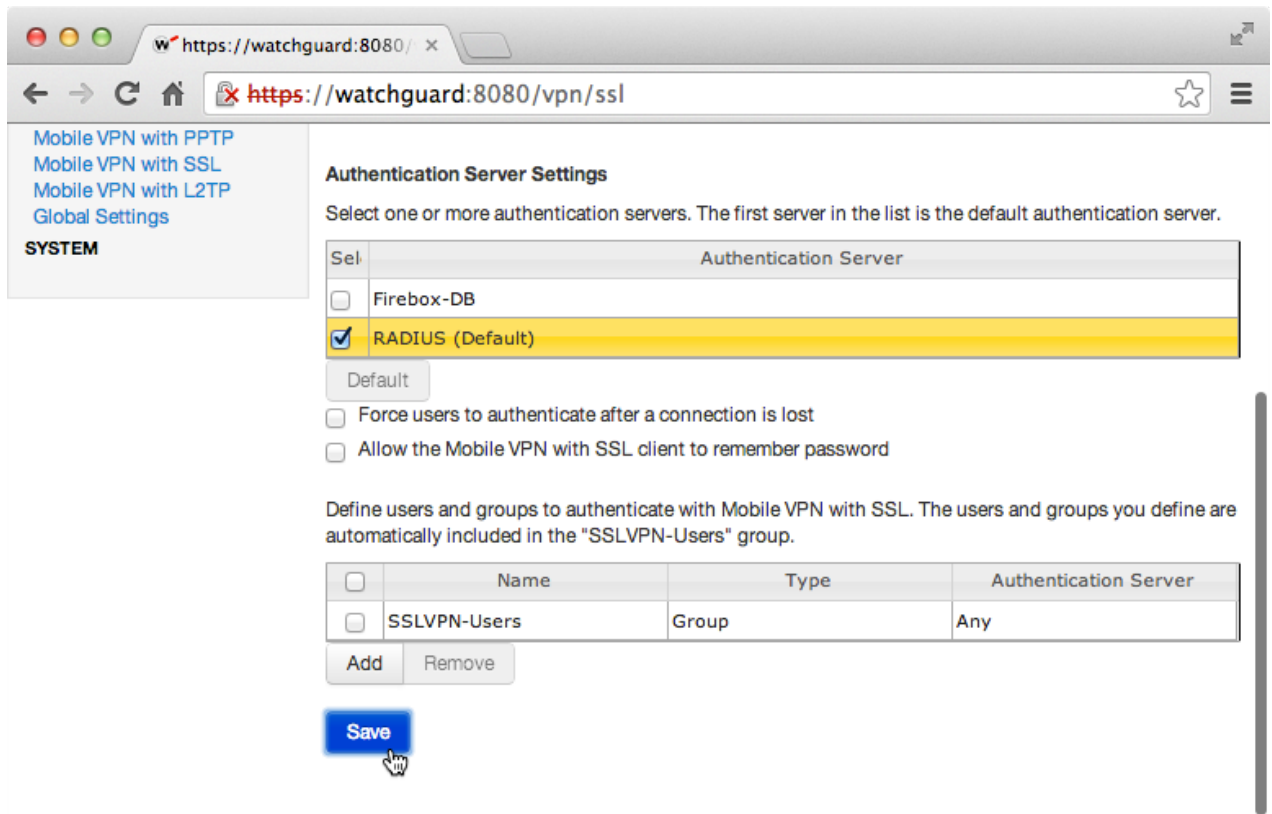 https://watchguard:8080/
https://watchguard:8080/vpn/ssl
Mobile VPN with PPTP
Mobile VPN with SSL
Mobile VPN with L2TP
Global Settings
SYSTEM
Authentication Server Settings
Select one or more authentication servers. The first server in the list is the default authentication server.
Sel Authentication Server
Firebox-DB
RADIUS (Default)
Default
Force users to authenticate after a connection is lost
Allow the Mobile VPN with SSL client to remember password
Define users and groups to authenticate with Mobile VPN with SSL. The users and groups you define are
automatically included in the "SSLVPN-Users" group.
Name Type Authentication Server
SSLVPN-Users Group Any
Add Remove
Save